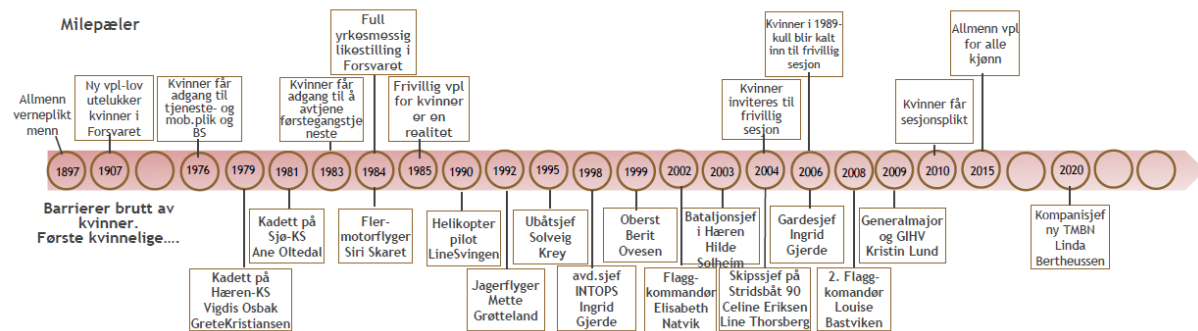 Milepæler
Allmenn
verneplikt
menn
Ny vpl-lov
utelukker
kvinner i
Forsvaret
Kvinner får
adgang til
tjeneste- og
mob.plik og
BS
Kvinner får
adgang til å
avtjene
førstegangstje
neste
Full
yrkesmessig
likestilling i
Forsvaret
Frivillig vpl
for kvinner
er en
realitet
Kvinner
inviteres til
frivillig
sesjon
Kvinner i 1989-
kull blir kalt
inn til frivillig
sesjon
Kvinner får
sesjonsplikt
Allmenn vpl
for alle
kjønn
1897 1907 1976 1979 1981 1983 1984 1985 1990 1992 1995 1998 1999 2002 2003 2004 2006 2008 2009 2010 2015 2020
Barrierer brutt av
kvinner.
Første kvinnelige....
Kadett på
Hæren-KS
Vigdis Osbak
GreteKristiansen
Kadett på
Sjø-KS
Ane Oltedal
Fler-
motorflyger
Siri Skaret
Helikopter
pilot
LineSvingen
Jagerflyger
Mette
Grøtteland
Ubåtsjef
Solveig
Krey
avd.sjef
INTOPS
Ingrid
Gjerde
Oberst
Berit
Ovesen
Flagg-
kommandør
Elisabeth
Natvik
Bataljonsjef
i Hæren
Hilde
Solheim
Skipssjef på
Stridsbåt 90
Celine Eriksen
Line Thorsberg
Gardesjef
Ingrid
Gjerde
2. Flagg-
komandør
Louise
Bastviken
Generalmajor
og GIHV
Kristin Lund
Kompanisjef
ny TMBN
Linda
Bertheussen